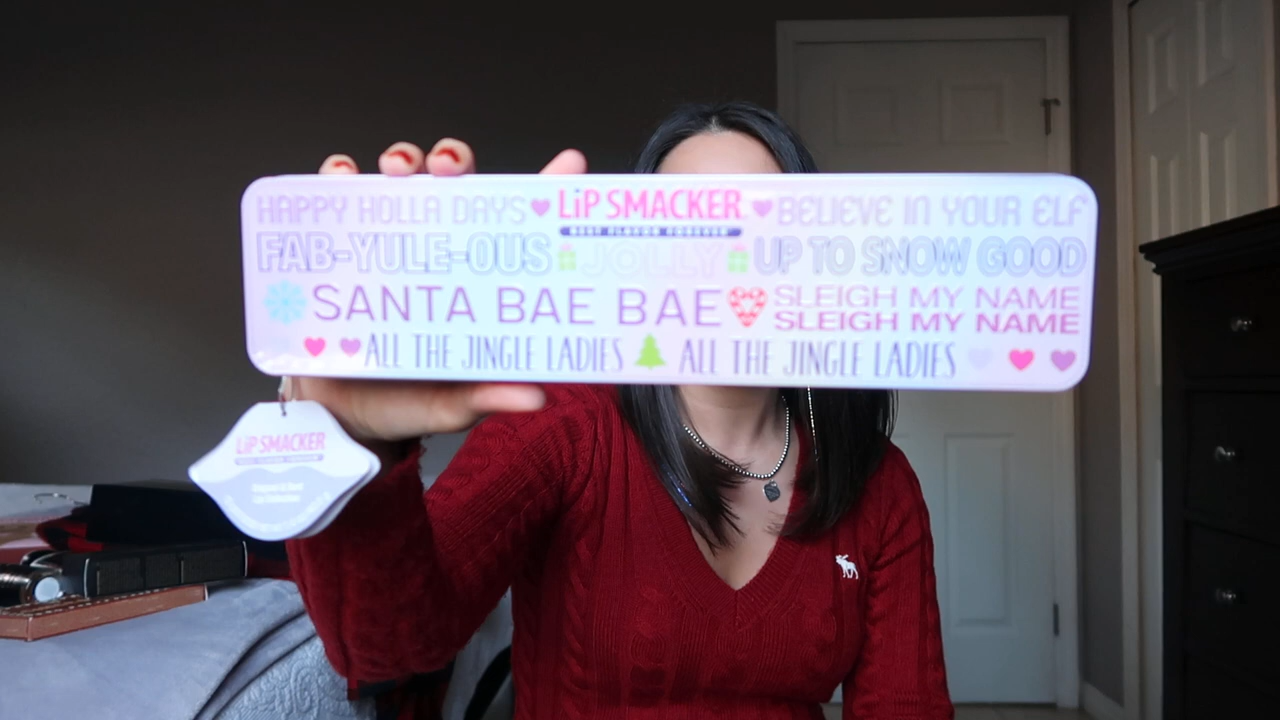 HAPPY HOLLA DAYS LiP SMACKER BELIEVE IN YOUR ELF
BEST FLAVOR FOREVER
FAB-YULE-OUS JOLLY UP TO SNOW GOOD
SANTA BAE BAE SLEIGH MY NAME
SLEIGH MY NAME
ALL THE JINGLE LADIES ALL THE JINGLE LADIES
LiP SMACKER